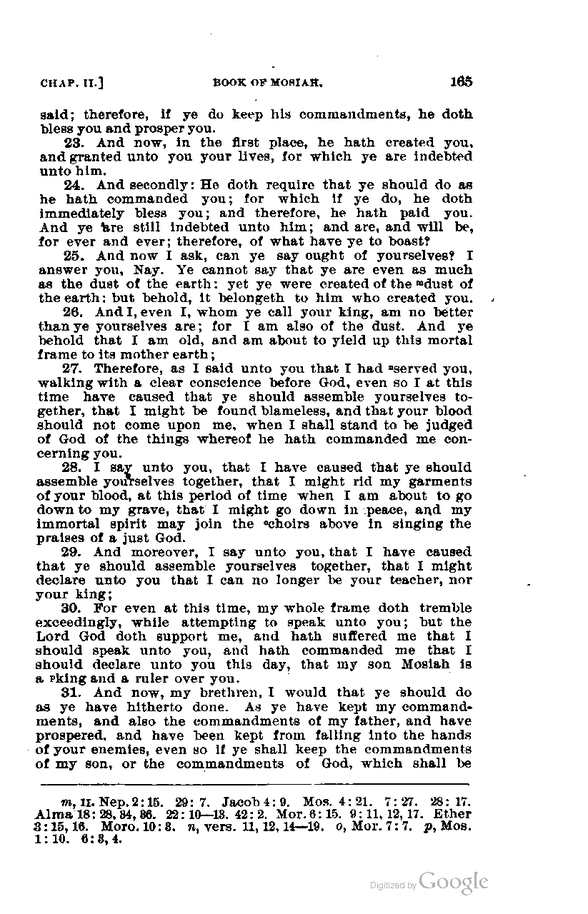 CHAP. II.] BOOK OF MOSIAH. 165
said; therefore, if ye do keep his commandments, he doth
bless you and prosper you.
23. And now, in the first place, he hath created you,
and granted unto you your lives, for which ye are indebted
unto him.
24. And secondly: He doth require that ye should do as
he hath commanded you; for which if ye do, he doth
immediately bless you; and therefore, he hath paid you.
And ye are still indebted unto him; and are, and will be,
for ever and ever; therefore, of what have ye to boast?
25. And now I ask, can ye say ought of yourselves? I
answer you, Nay. Ye cannot say that ye are even as much
as the dust of the earth: yet ye were created of the ᵐdust of
the earth: but behold, it belongeth to him who created you.
26. And I, even I, whom ye call your king, am no better
than ye yourselves are; for I am also of the dust. And ye
behold that I am old, and am about to yield up this mortal
frame to its mother earth;
27. Therefore, as I said unto you that I had ⁿserved you,
walking with a clear conscience before God, even so I at this
time have caused that ye should assemble yourselves to-
gether, that I might be found blameless, and that your blood
should not come upon me, when I shall stand to be judged
of God of the things whereof he hath commanded me con-
cerning you.
28. I say unto you, that I have caused that ye should
assemble yourselves together, that I might rid my garments
of your blood, at this period of time when I am about to go
down to my grave, that I might go down in peace, and my
immortal spirit may join the ᵒchoirs above in singing the
praises of a just God.
29. And moreover, I say unto you, that I have caused
that ye should assemble yourselves together, that I might
declare unto you that I can no longer be your teacher, nor
your king;
30. For even at this time, my whole frame doth tremble
exceedingly, while attempting to speak unto you; but the
Lord God doth support me, and hath suffered me that I
should speak unto you, and hath commanded me that I
should declare unto you this day, that my son Mosiah is
a ᵖking and a ruler over you.
31. And now, my brethren, I would that ye should do
as ye have hitherto done. As ye have kept my command-
ments, and also the commandments of my father, and have
prospered, and have been kept from falling into the hands
of your enemies, even so if ye shall keep the commandments
of my son, or the commandments of God, which shall be
m, II. Nep. 2:15. 29:7. Jacob 4:9. Mos. 4:21. 7:27. 28:17.
Alma 18:28, 34, 36. 22:10—13. 42:2. Mor. 6:15. 9:11, 12, 17. Ether
3:15, 16. Moro. 10:3. n, vers. 11, 12, 14—19. o, Mor. 7:7. p, Mos.
1:10. 6:3, 4.
Digitized by Google